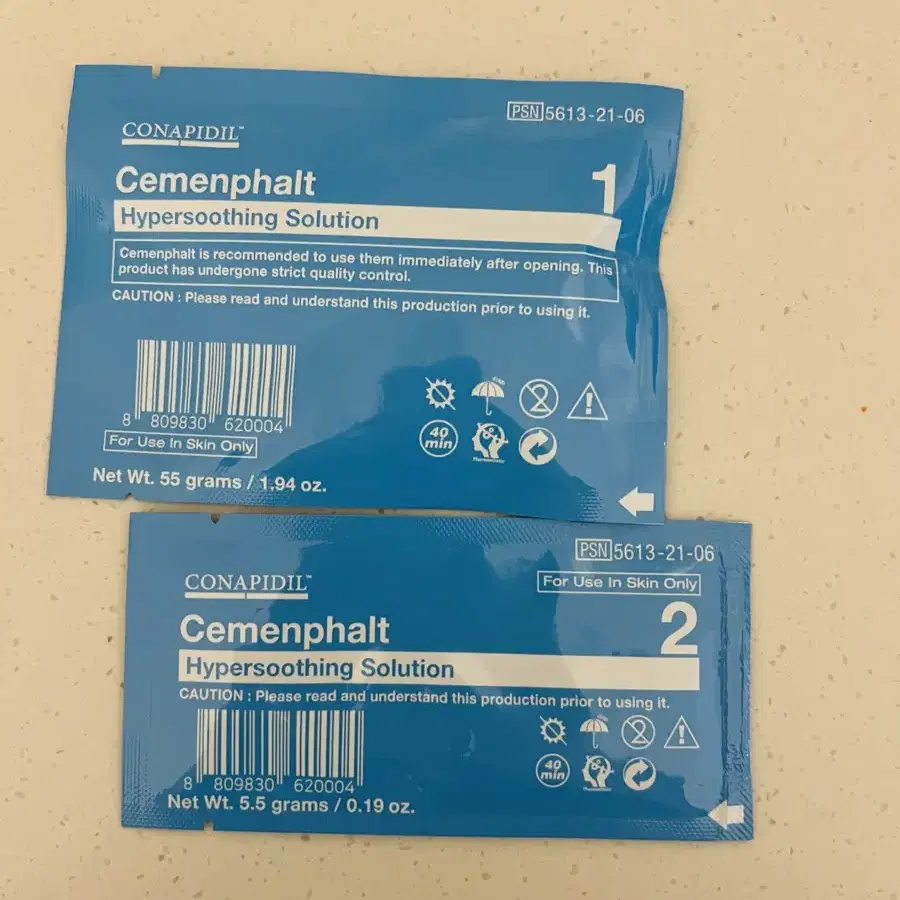 PSN 5613-21-06
CONAPIDIL™
Cemenphalt
1
Hypersoothing Solution
Cemenphalt is recommended to use them immediately after opening. This
product has undergone strict quality control.
CAUTION : Please read and understand this production prior to using it.
8 809830 620004
For Use In Skin Only
40
min
Net Wt. 55 grams / 1.94 oz.
PSN 5613-21-06
CONAPIDIL™
For Use In Skin Only
Cemenphalt
2
Hypersoothing Solution
CAUTION : Please read and understand this production prior to using it.
8 809830 620004
40
min
Net Wt. 5.5 grams / 0.19 oz.